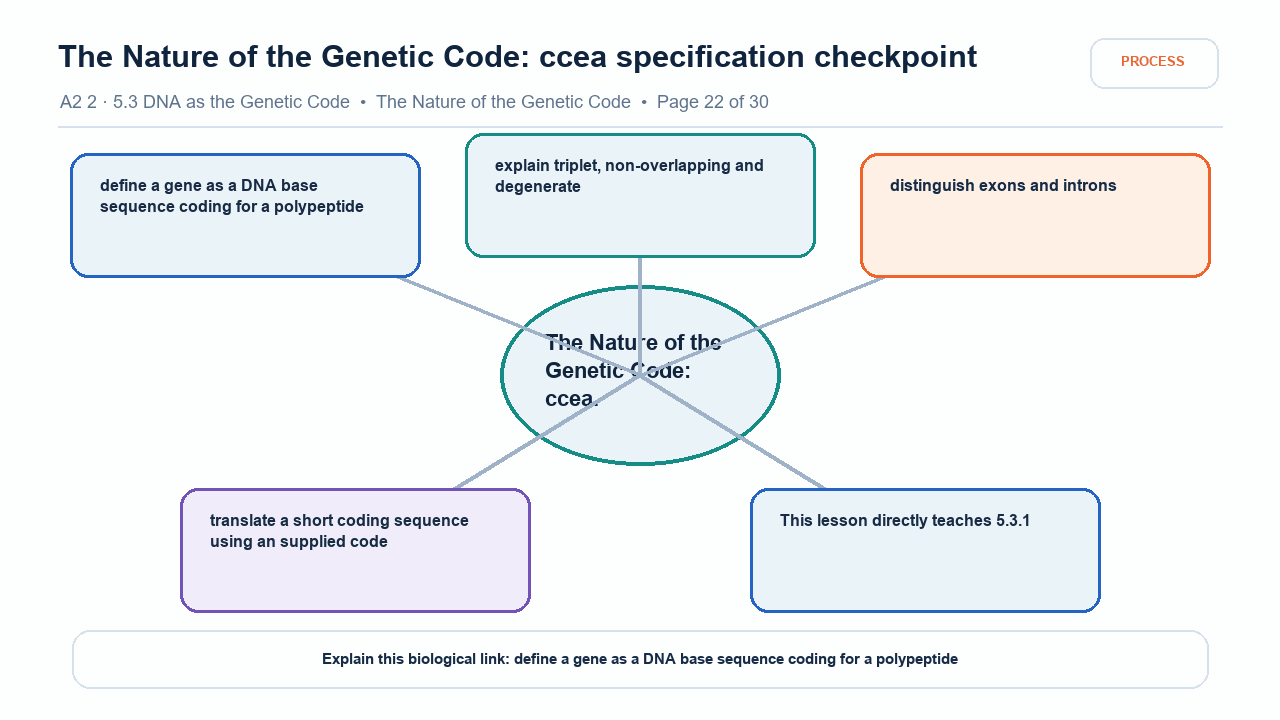 The Nature of the Genetic Code: ccea specification checkpoint
PROCESS
A2 2 · 5.3 DNA as the Genetic Code • The Nature of the Genetic Code • Page 22 of 30
define a gene as a DNA base
sequence coding for a polypeptide
explain triplet, non-overlapping and
degenerate
distinguish exons and introns
The Nature of the
Genetic Code:
ccea.
translate a short coding sequence
using an supplied code
This lesson directly teaches 5.3.1
Explain this biological link: define a gene as a DNA base sequence coding for a polypeptide